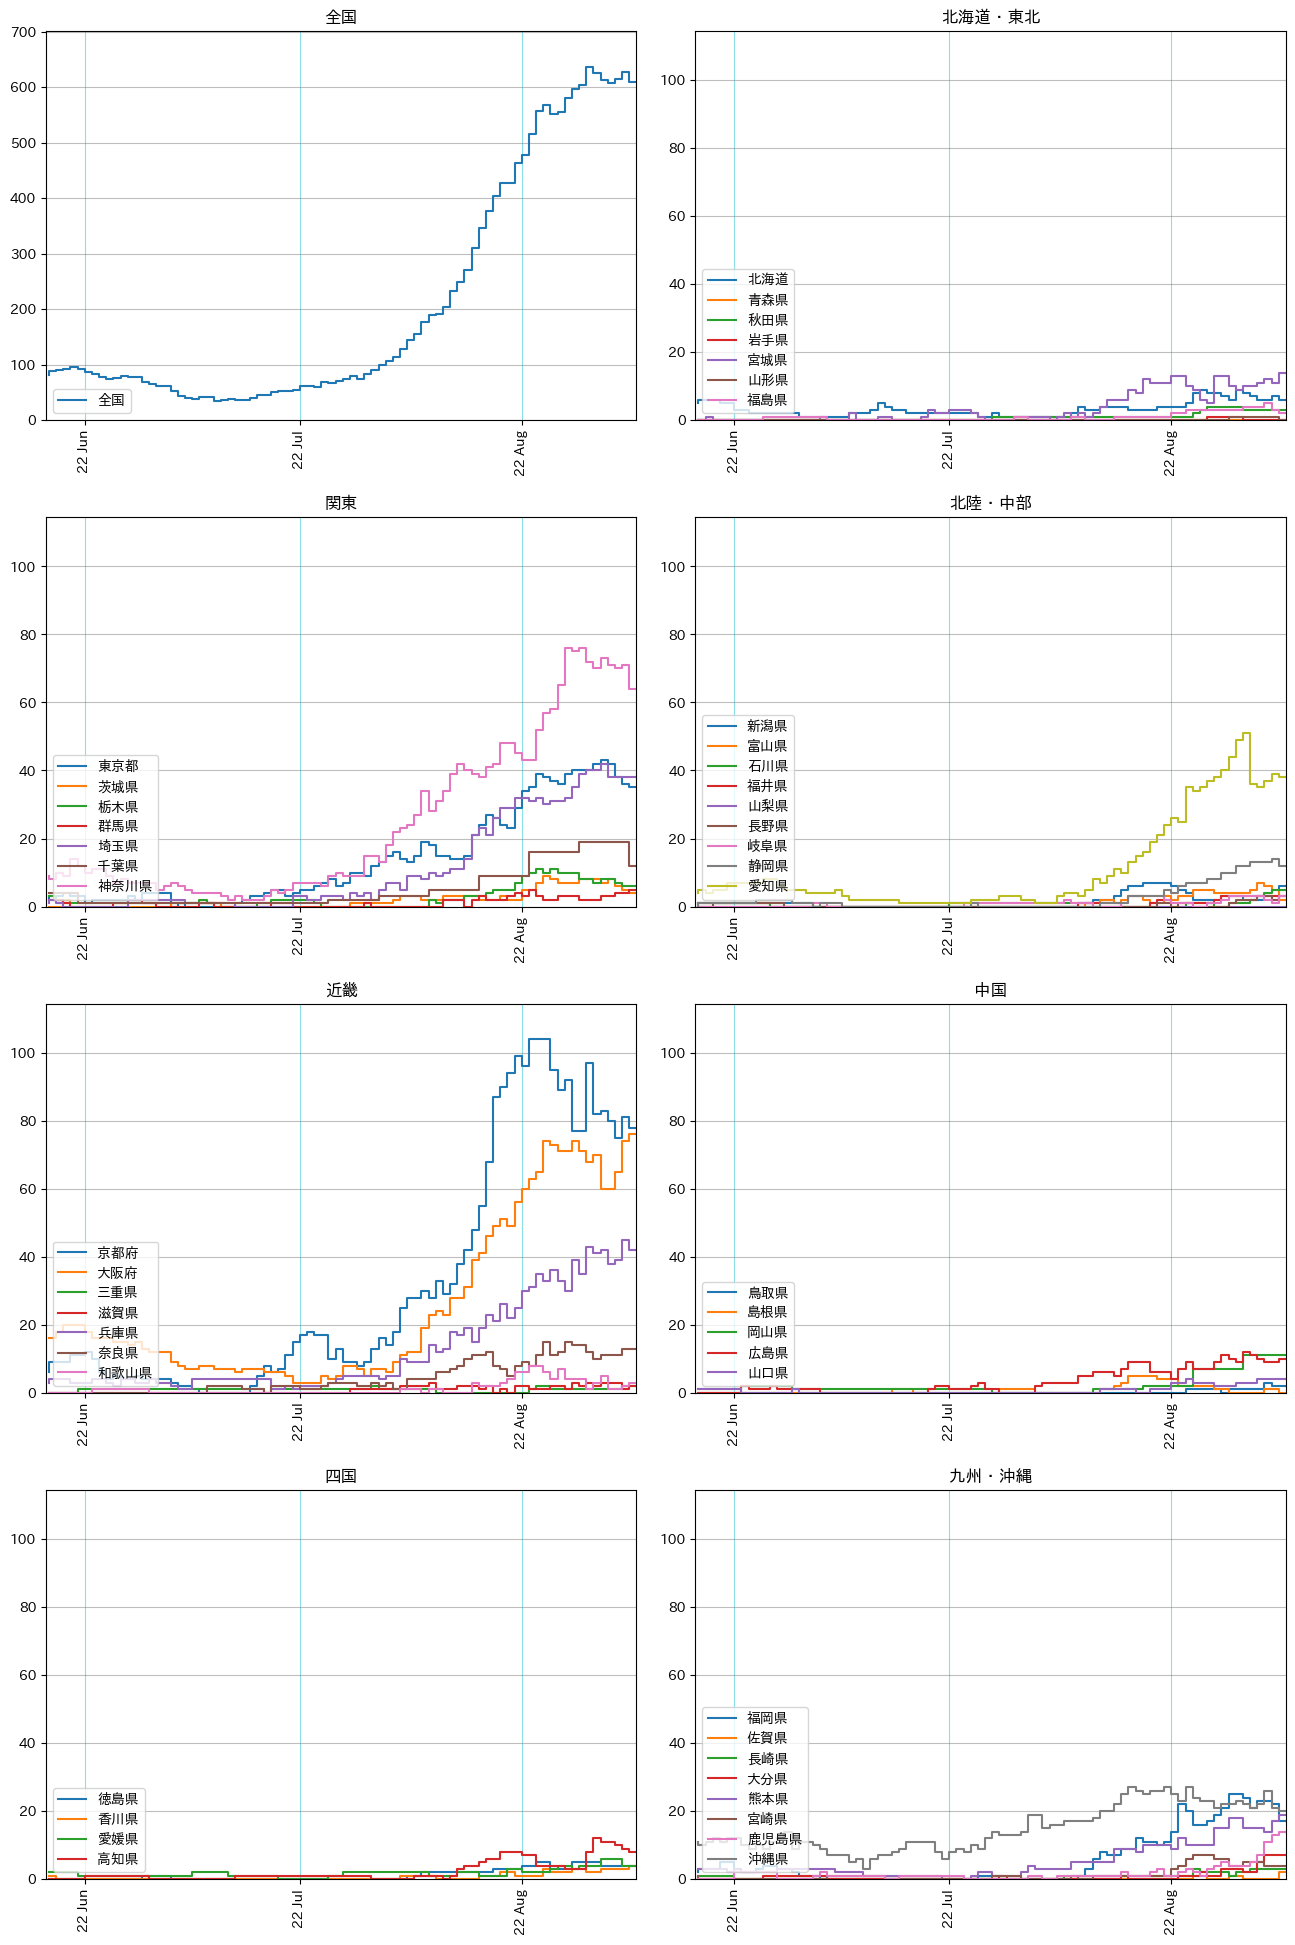 全国
700
600
500
400
300
200
100
0
全国
22 Jun
22 Jul
22 Aug
北海道・東北
100
80
60
40
20
0
北海道
青森県
秋田県
岩手県
宮城県
山形県
福島県
22 Jun
22 Jul
22 Aug
関東
100
80
60
40
20
0
東京都
茨城県
栃木県
群馬県
埼玉県
千葉県
神奈川県
22 Jun
22 Jul
22 Aug
北陸・中部
100
80
60
40
20
0
新潟県
富山県
石川県
福井県
山梨県
長野県
岐阜県
静岡県
愛知県
22 Jun
22 Jul
22 Aug
近畿
100
80
60
40
20
0
京都府
大阪府
三重県
滋賀県
兵庫県
奈良県
和歌山県
22 Jun
22 Jul
22 Aug
中国
100
80
60
40
20
0
鳥取県
島根県
岡山県
広島県
山口県
22 Jun
22 Jul
22 Aug
四国
100
80
60
40
20
0
徳島県
香川県
愛媛県
高知県
22 Jun
22 Jul
22 Aug
九州・沖縄
100
80
60
40
20
0
福岡県
佐賀県
長崎県
大分県
熊本県
宮崎県
鹿児島県
沖縄県
22 Jun
22 Jul
22 Aug